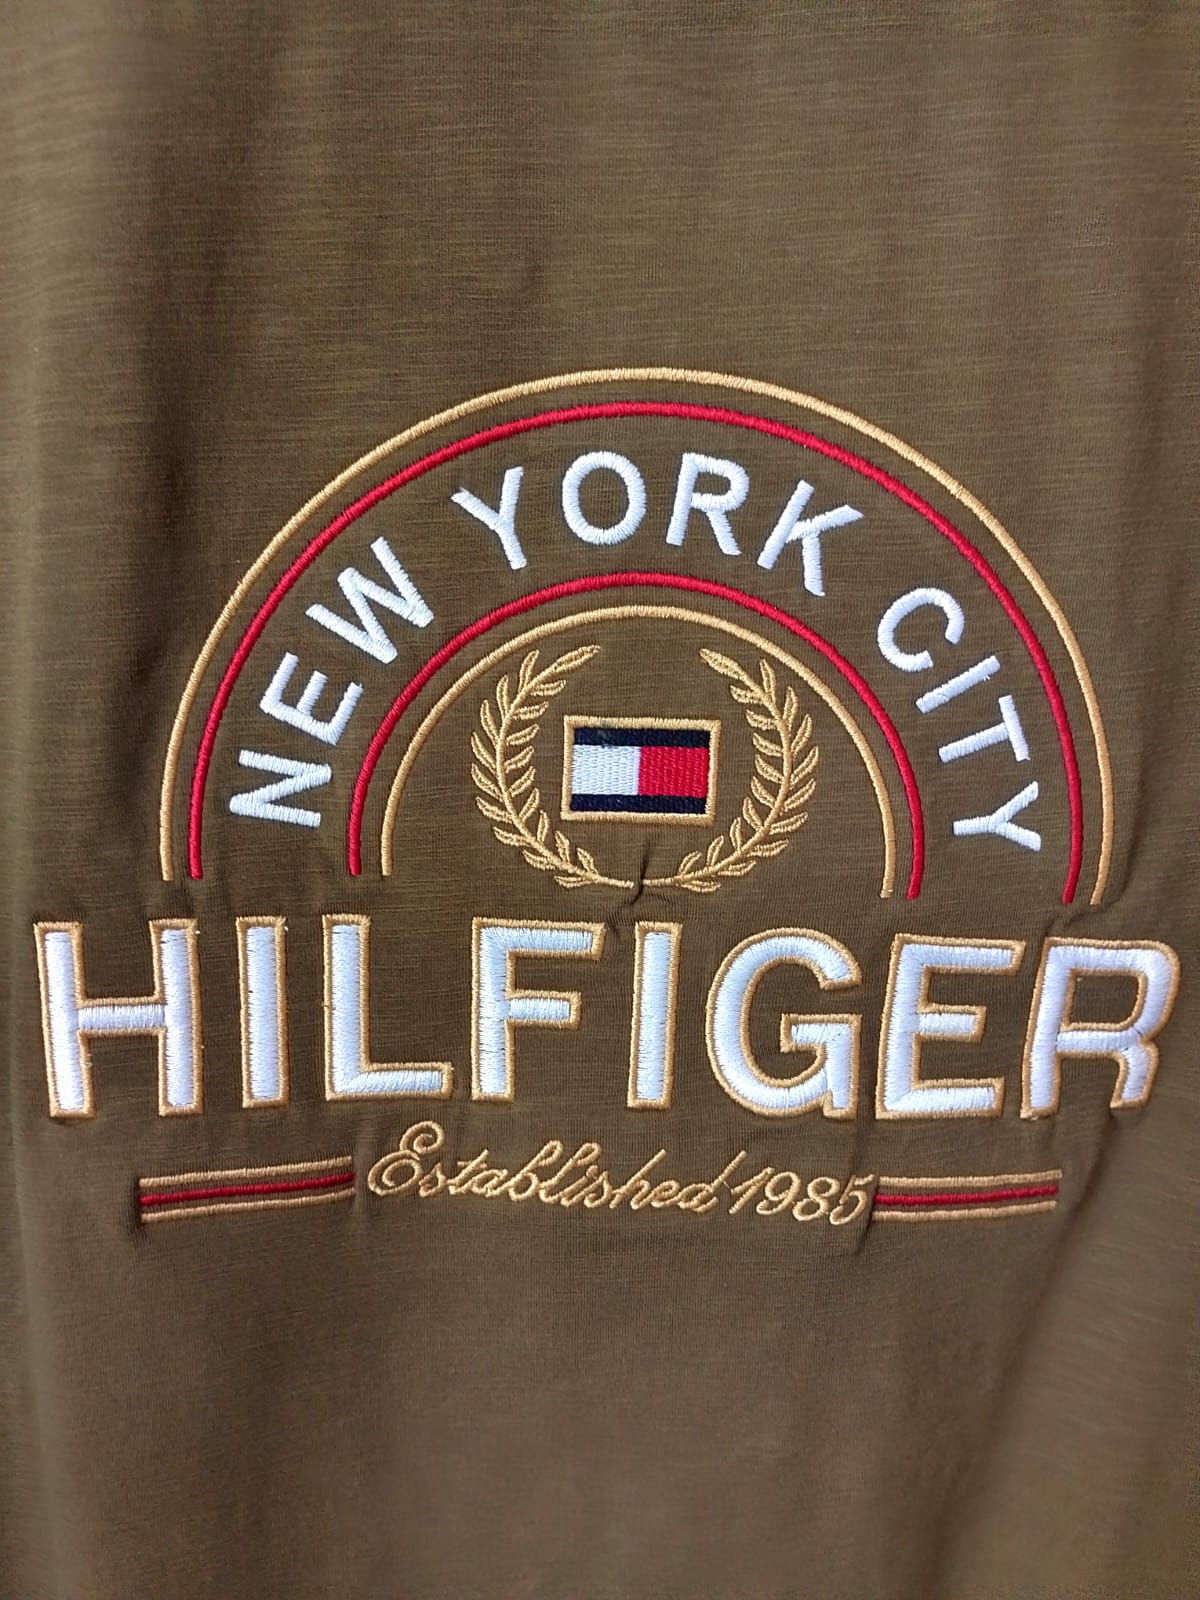 NEW YORK CITY
HILFIGER
Established 1985